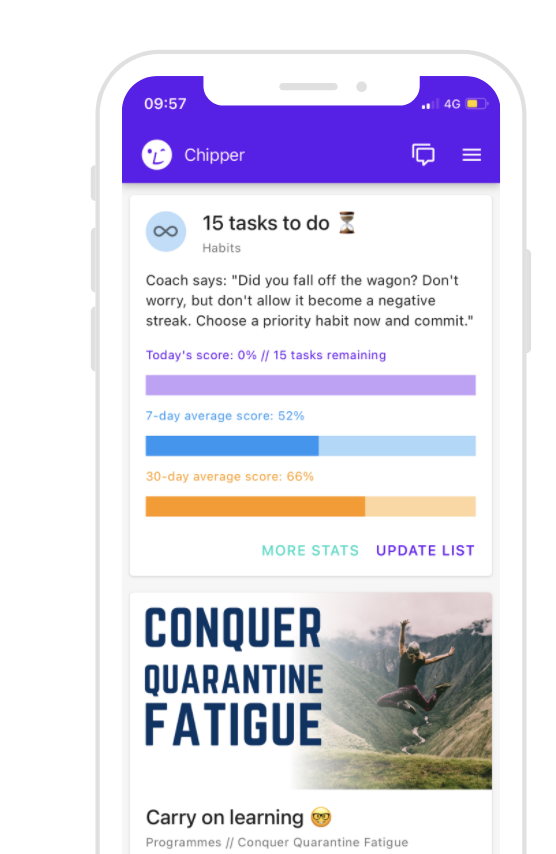 09:57
4G
Chipper
15 tasks to do ⏳
Habits
Coach says: "Did you fall off the wagon? Don't
worry, but don't allow it become a negative
streak. Choose a priority habit now and commit."
Today's score: 0% // 15 tasks remaining
7-day average score: 52%
30-day average score: 66%
MORE STATS UPDATE LIST
CONQUER
QUARANTINE
FATIGUE
Carry on learning 🤓
Programmes // Conquer Quarantine Fatigue